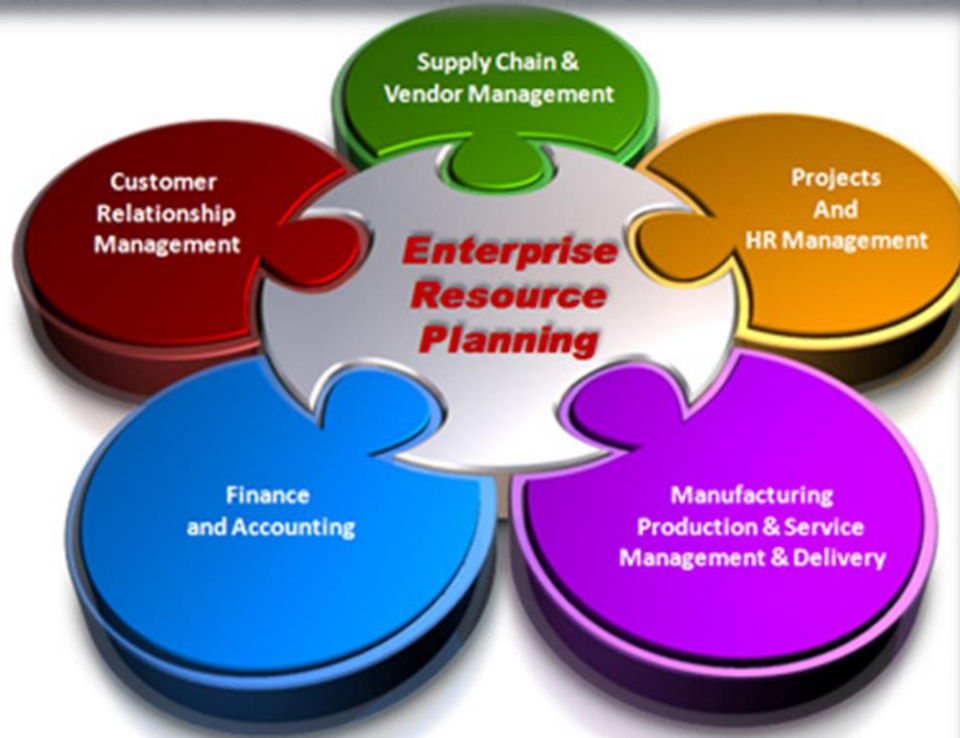 Supply Chain &
Vendor Management
Customer
Relationship
Management
Projects
And
HR Management
Enterprise
Resource
Planning
Finance
and Accounting
Manufacturing
Production & Service
Management & Delivery